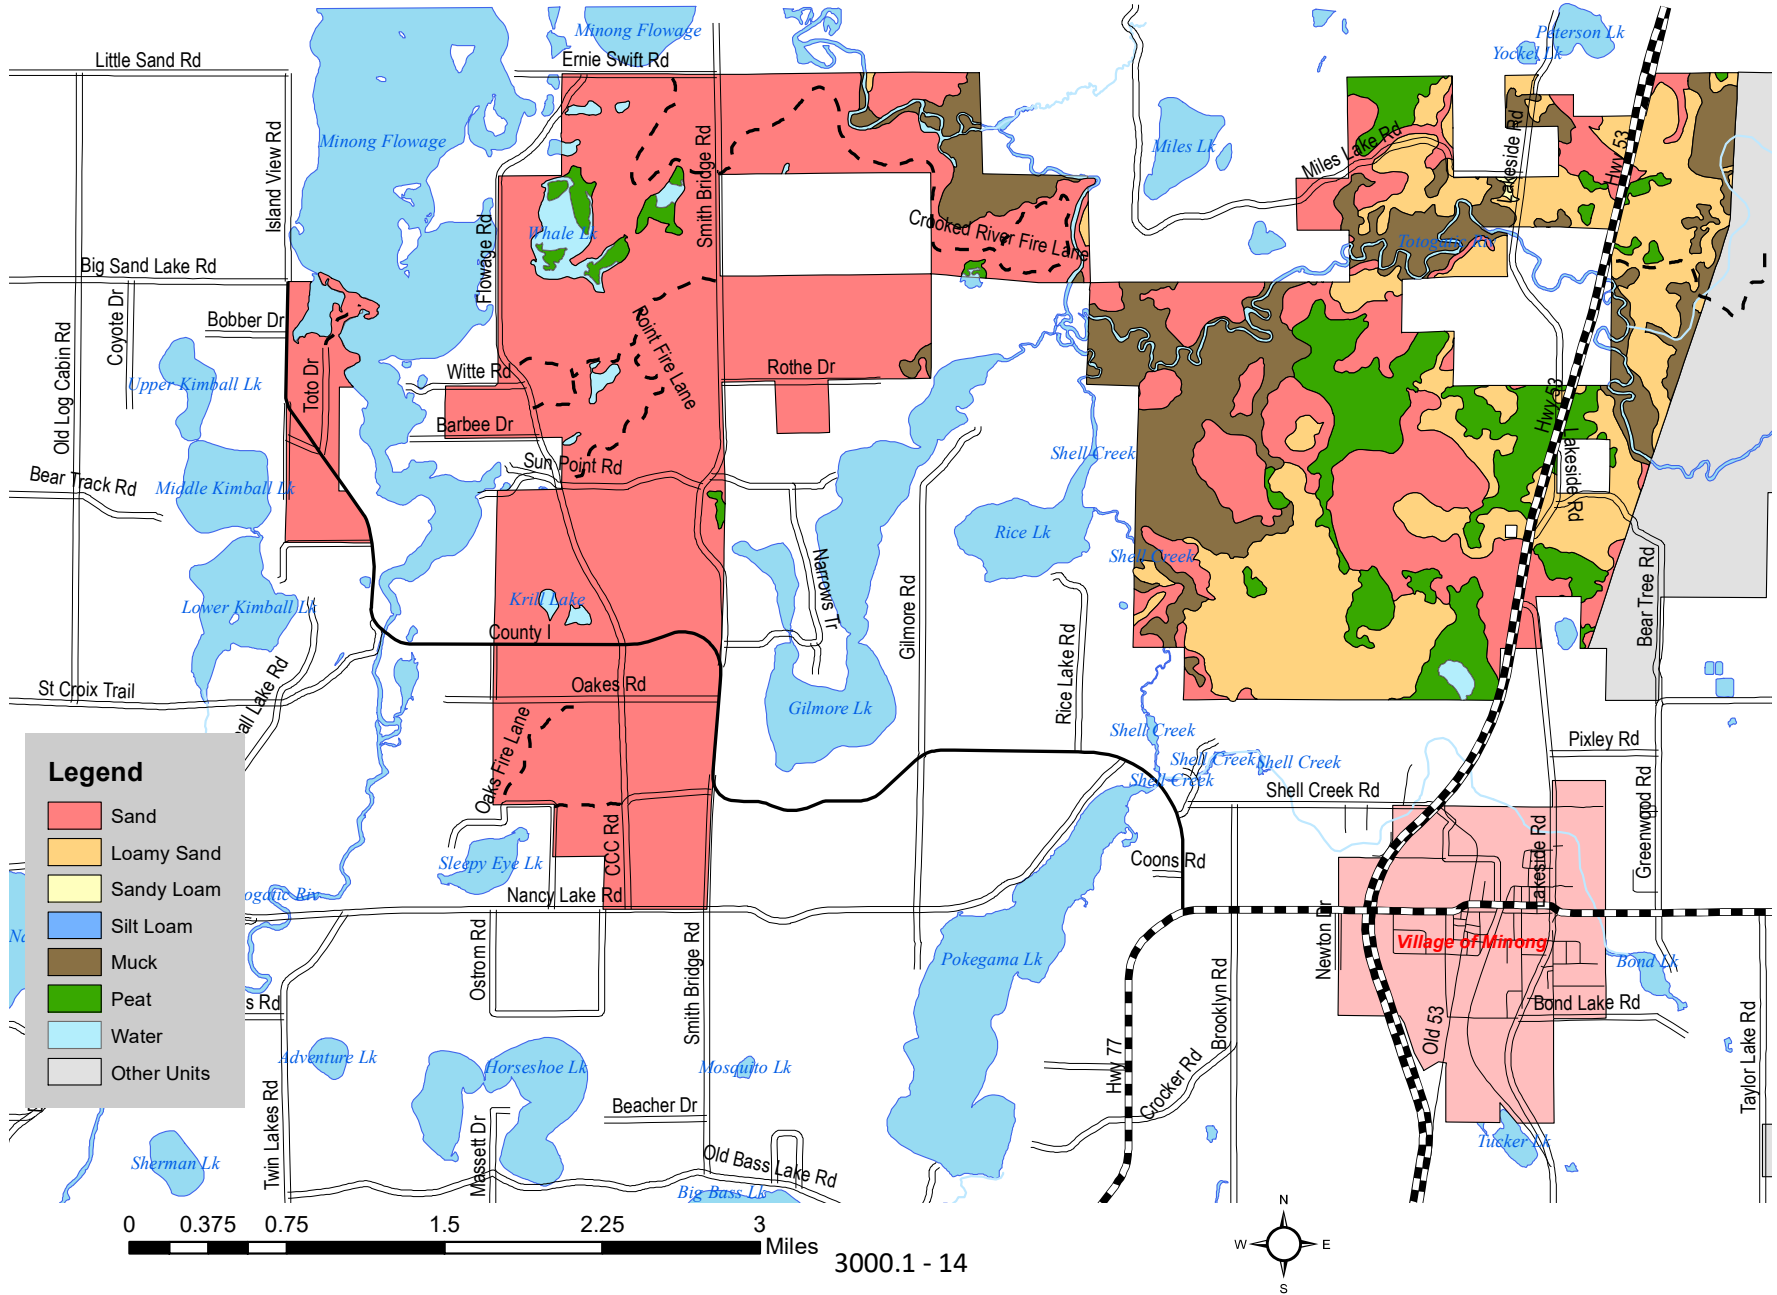 Minong Flowage
Peterson Lk
Yockel Lk
Little Sand Rd
Ernie Swift Rd
Minong Flowage
Island View Rd
Smith Bridge Rd
Miles Lk
Miles Lake Rd
Lakeside Rd
Hwy 53
Whale Lk
Flowage Rd
Crooked River Fire Lane
Totogatic Riv
Big Sand Lake Rd
Coyote Dr
Bobber Dr
Old Log Cabin Rd
Point Fire Lane
Upper Kimball Lk
Toto Dr
Witte Rd
Rothe Dr
Barbee Dr
Hwy 53
Lakeside Rd
Sun Point Rd
Shell Creek
Bear Track Rd
Middle Kimball Lk
Rice Lk
Shell Creek
Narrows Tr
Gilmore Rd
Bear Tree Rd
Lower Kimball Lk
Krill Lake
County I
Rice Lake Rd
St Croix Trail
all Lake Rd
Oakes Rd
Gilmore Lk
Oaks Fire Lane
Shell Creek
Shell Creek
Shell Creek
Shell Creek
Pixley Rd
Greenwood Rd
Shell Creek Rd
Legend
Sand
Loamy Sand
Sandy Loam
Silt Loam
Muck
Peat
Water
Other Units
CCC Rd
Sleepy Eye Lk
Coons Rd
Lakeside Rd
ogatic Riv
Na
Nancy Lake Rd
Ostrom Rd
Smith Bridge Rd
Pokegama Lk
Newton Dr
Village of Minong
Bond Lk
s Rd
Brooklyn Rd
Bond Lake Rd
Old 53
Taylor Lake Rd
Adventure Lk
Horseshoe Lk
Mosquito Lk
Hwy 77
Crocker Rd
Twin Lakes Rd
Beacher Dr
Massett Dr
Sherman Lk
Old Bass Lake Rd
Big Bass Lk
Tucker Lk
0 0.375 0.75 1.5 2.25 3
Miles
3000.1 - 14
N
W E
S